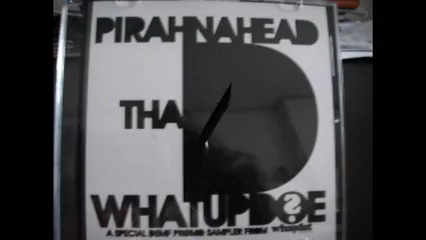 PIRAHNAHEAD
THA D
WHATUPDOE
A SPECIAL DEMF PROMO SAMPLER FROM